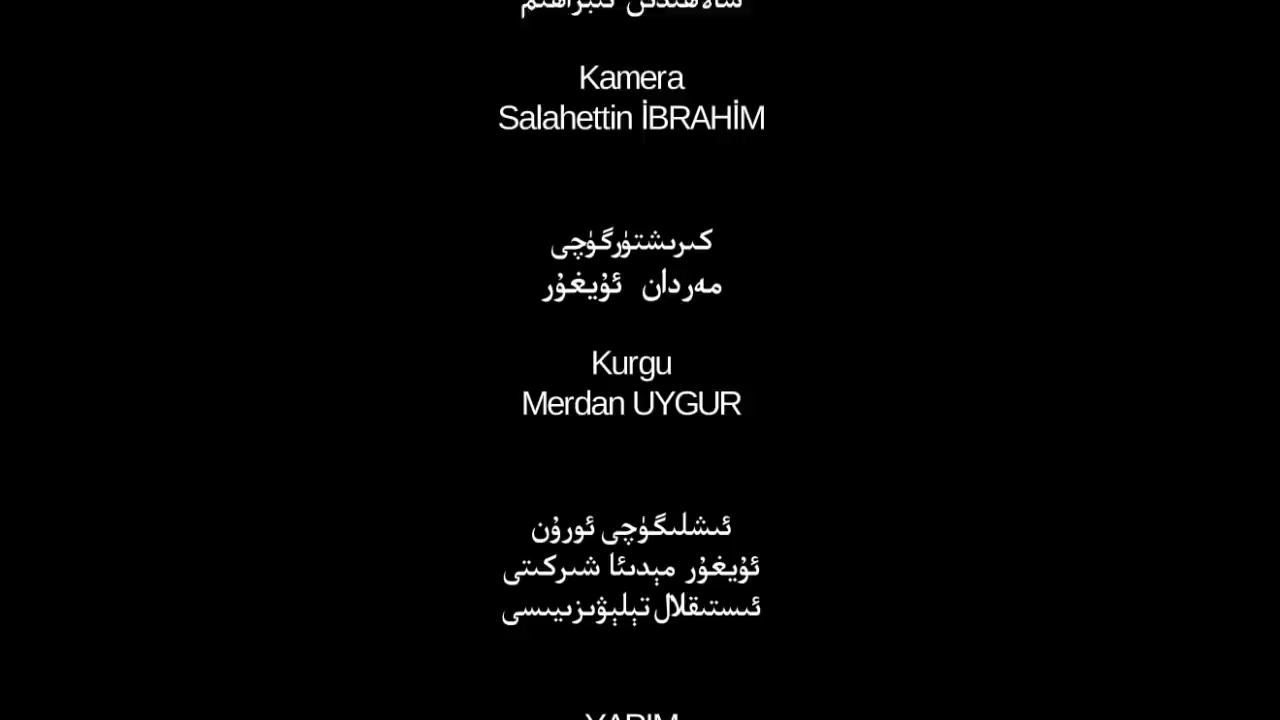 Kamera
Salahettin İBRAHİM
كىرىشتۈرگۈچى
مەردان ئۇيغۇر
Kurgu
Merdan UYGUR
ئىشلىگۈچى ئورۇن
ئۇيغۇر مېدىئا شىركىتى
ئىستىقلال تېلېۋىزىيىسى